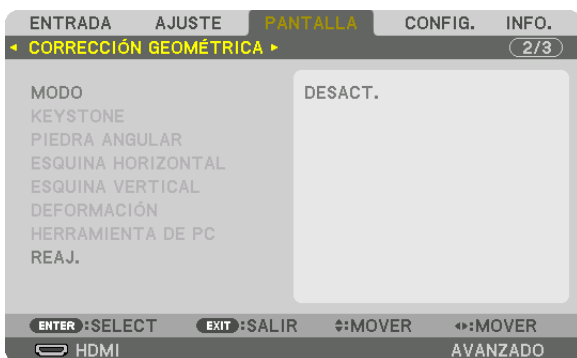 ENTRADA AJUSTE PANTALLA CONFIG. INFO.
CORRECCIÓN GEOMÉTRICA 2/3
MODO DESACT.
KEYSTONE
PIEDRA ANGULAR
ESQUINA HORIZONTAL
ESQUINA VERTICAL
DEFORMACIÓN
HERRAMIENTA DE PC
REAJ.
ENTER :SELECT EXIT :SALIR :MOVER :MOVER
HDMI AVANZADO